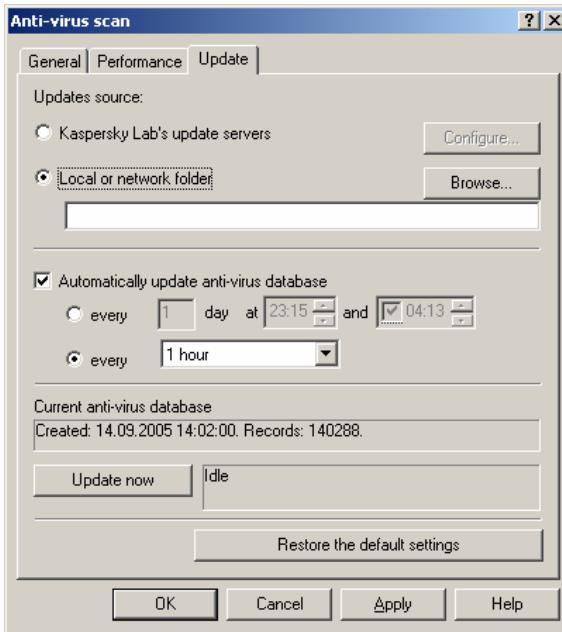 Anti-virus scan
General Performance Update
Updates source:
Kaspersky Lab's update servers Configure...
Local or network folder Browse...
Automatically update anti-virus database
every 1 day at 23:15 and 04:13
every 1 hour
Current anti-virus database
Created: 14.09.2005 14:02:00. Records: 140288.
Update now Idle
Restore the default settings
OK Cancel Apply Help